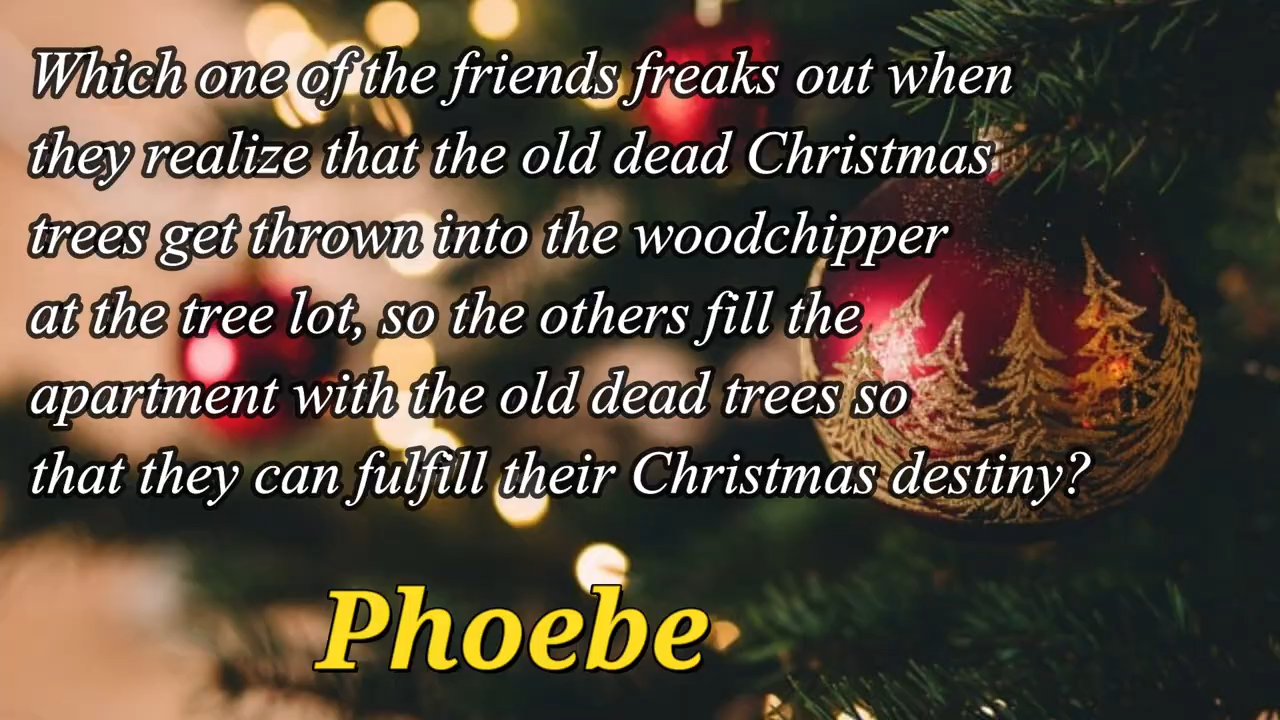 Which one of the friends freaks out when
they realize that the old dead Christmas
trees get thrown into the woodchipper
at the tree lot, so the others fill the
apartment with the old dead trees so
that they can fulfill their Christmas destiny?
Phoebe